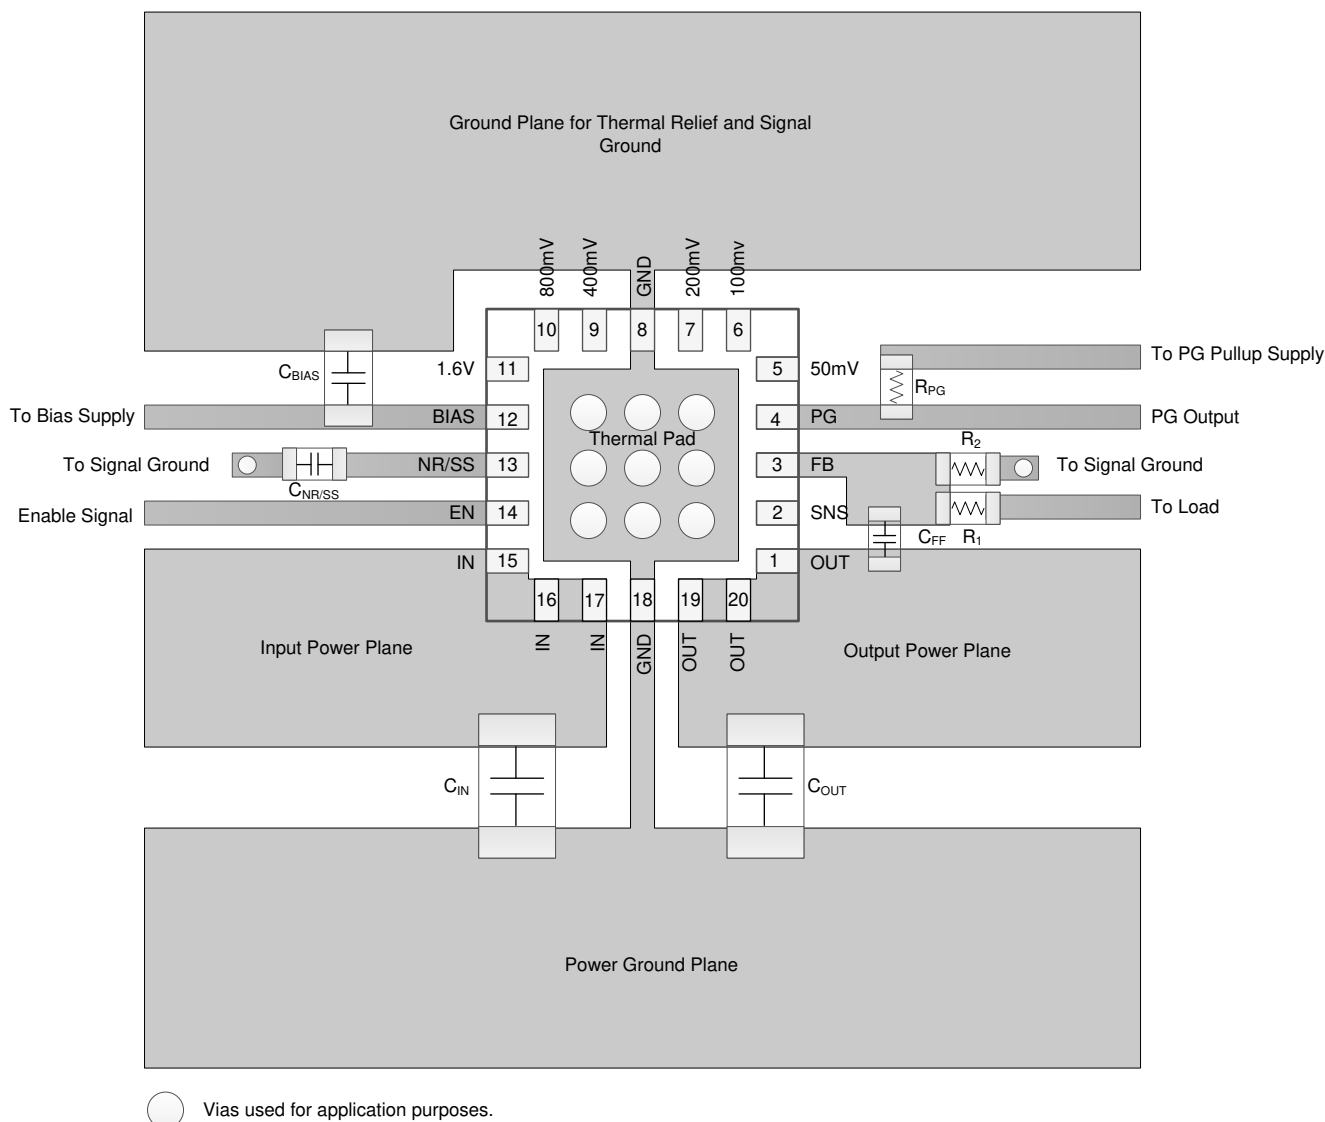 Ground Plane for Thermal Relief and Signal
Ground
800mV
400mV
GND
200mV
100mv
10
9
8
7
6
1.6V
11
5
50mV
To PG Pullup Supply
CBIAS
RPG
To Bias Supply
BIAS
12
4
PG
PG Output
Thermal Pad
R2
To Signal Ground
NR/SS
13
3
FB
To Signal Ground
CNR/SS
Enable Signal
EN
14
2
SNS
To Load
CFF
R1
IN
15
1
OUT
16
17
18
19
20
IN
IN
GND
OUT
OUT
Input Power Plane
Output Power Plane
CIN
COUT
Power Ground Plane
Vias used for application purposes.